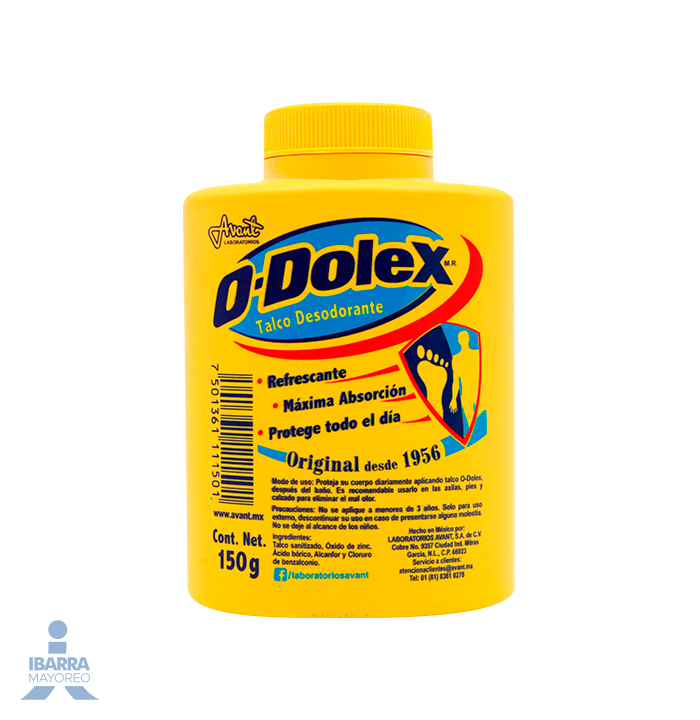 Avant
LABORATORIOS
O-Dolex M.R.
Talco Desodorante
• Refrescante
• Máxima Absorción
• Protege todo el día
Original desde 1956
7 501361 111501
www.avant.mx
Cont. Net.
150g
Modo de uso: Proteja su cuerpo diariamente aplicando talco O-Dolex,
después del baño. Es recomendable usarlo en las axilas, pies y
calzado para eliminar el mal olor.
Precauciones: No se aplique a menores de 3 años. Solo para uso
externo, descontinuar su uso en caso de presentarse alguna molestia.
No se deje al alcance de los niños.
Ingredientes:
Talco sanitizado, Óxido de zinc,
Ácido bórico, Alcanfor y Cloruro
de benzalconio.
f/laboratoriosavant
Hecho en México por:
LABORATORIOS AVANT, S.A. de C.V.
Cobre No. 9357 Ciudad Ind. Mitras
García, N.L., C.P. 66023
Servicio a clientes:
atencionaclientes@avant.mx
Tel: 01 (81) 8381 0278
IBARRA
MAYOREO